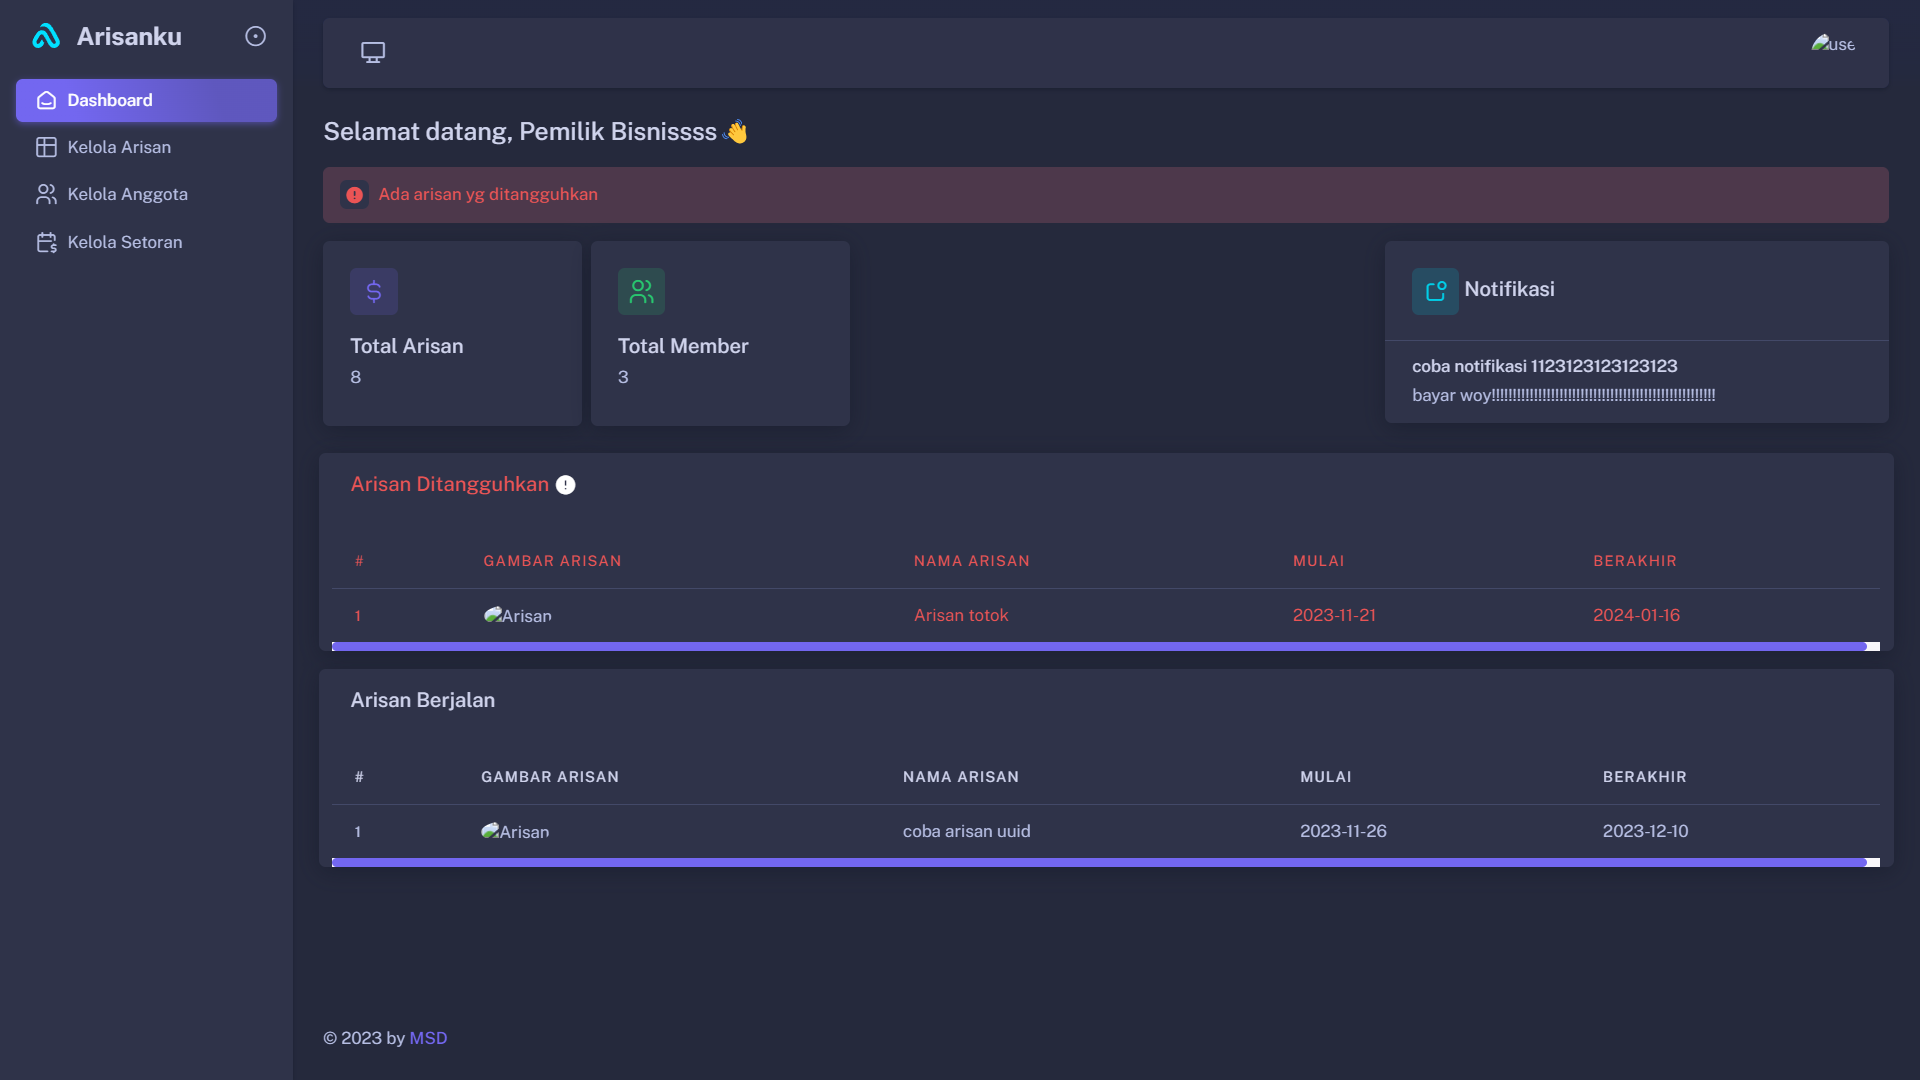 Arisanku
Dashboard
Kelola Arisan
Kelola Anggota
Kelola Setoran
use
Selamat datang, Pemilik Bisnissss 👋
Ada arisan yg ditangguhkan
Total Arisan
8
Total Member
3
Notifikasi
coba notifikasi 1123123123123123
bayar woy!!!!!!!!!!!!!!!!!!!!!!!!!!!!!!!!!!!!!!!!!!!!!!!!!!!!!
Arisan Ditangguhkan
# GAMBAR ARISAN NAMA ARISAN MULAI BERAKHIR
1 Arisan Arisan totok 2023-11-21 2024-01-16
Arisan Berjalan
# GAMBAR ARISAN NAMA ARISAN MULAI BERAKHIR
1 Arisan coba arisan uuid 2023-11-26 2023-12-10
© 2023 by MSD